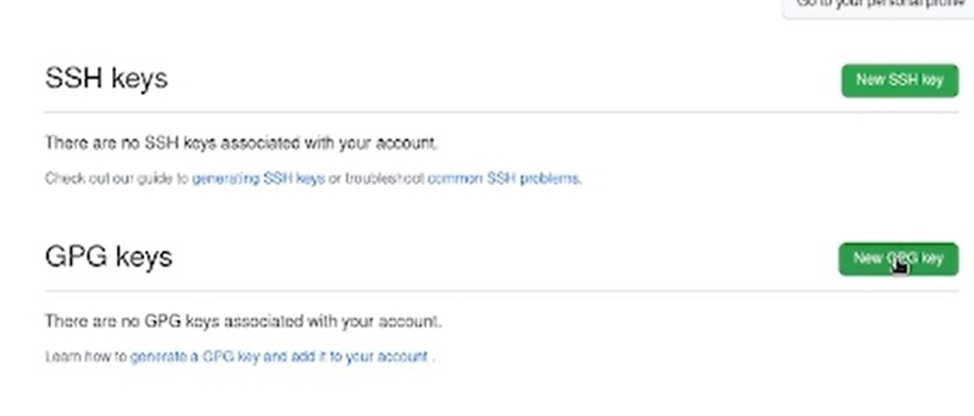 Go to your personal profile
SSH keys
New SSH key
There are no SSH keys associated with your account.
Check out our guide to generating SSH keys or troubleshoot common SSH problems.
GPG keys
New GPG key
There are no GPG keys associated with your account.
Learn how to generate a GPG key and add it to your account .